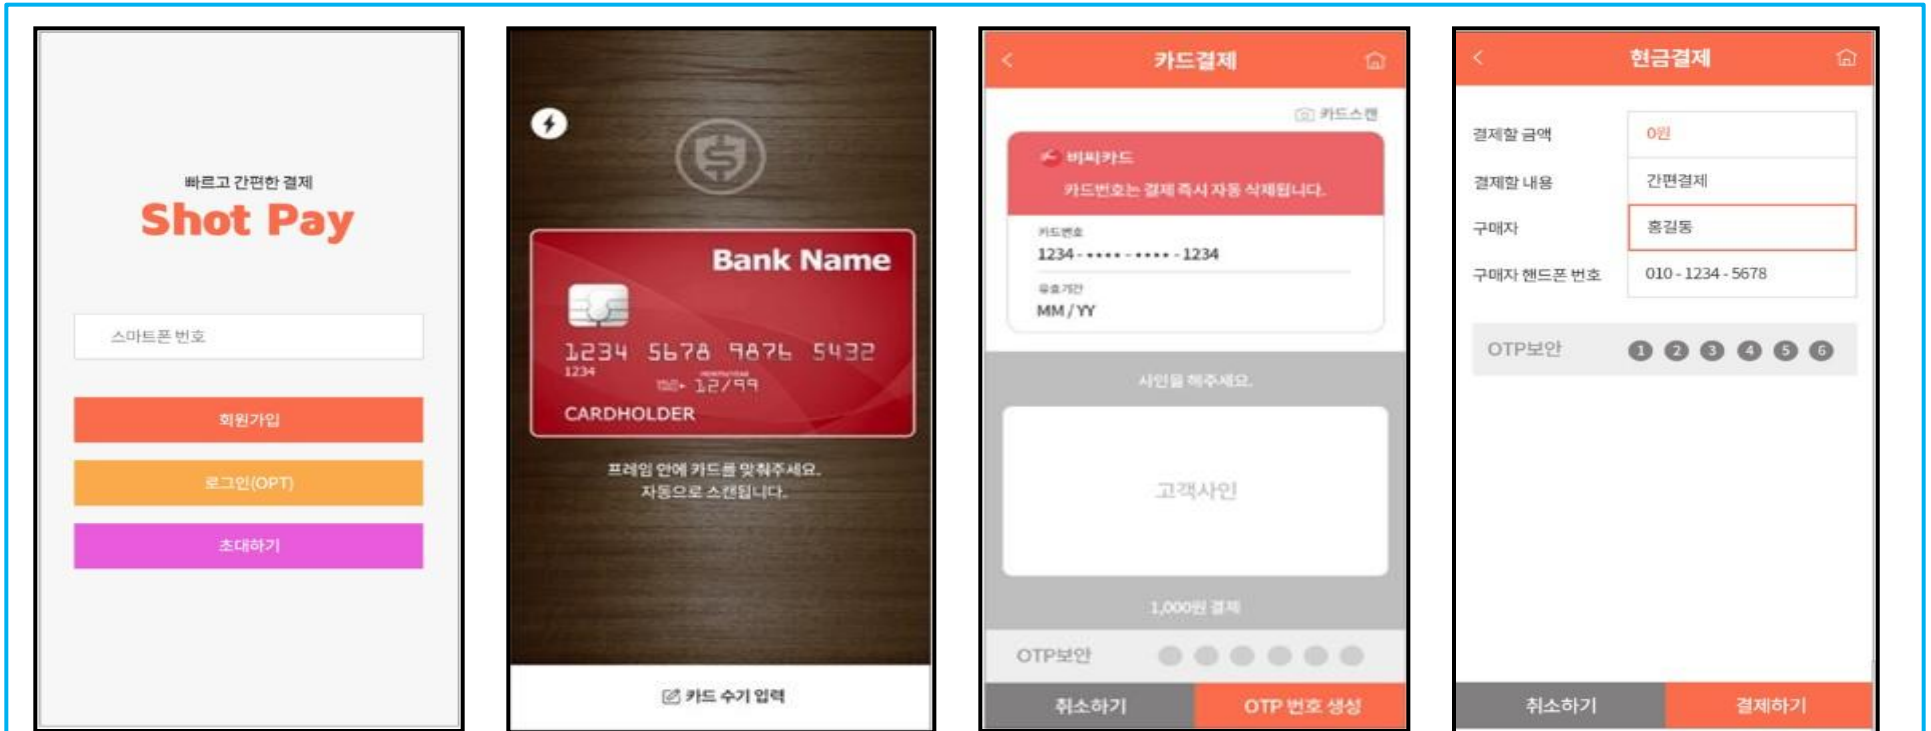 빠르고 간편한 결제
Shot Pay
스마트폰 번호
회원가입
로그인(OPT)
초대하기
Bank Name
1234 5678 9876 5432
1234
12/99
CARDHOLDER
프레임 안에 카드를 맞춰주세요.
자동으로 스캔됩니다.
카드 수기 입력
카드결제
카드스캔
비씨카드
카드번호는 결제 즉시 자동 삭제됩니다.
카드번호
1234 - •••• - •••• - 1234
유효기간
MM / YY
사인을 해주세요.
고객사인
1,000원 결제
OTP보안
취소하기
OTP 번호 생성
현금결제
결제할 금액 0원
결제할 내용 간편결제
구매자 홍길동
구매자 핸드폰 번호 010 - 1234 - 5678
OTP보안 1 2 3 4 5 6
취소하기
결제하기